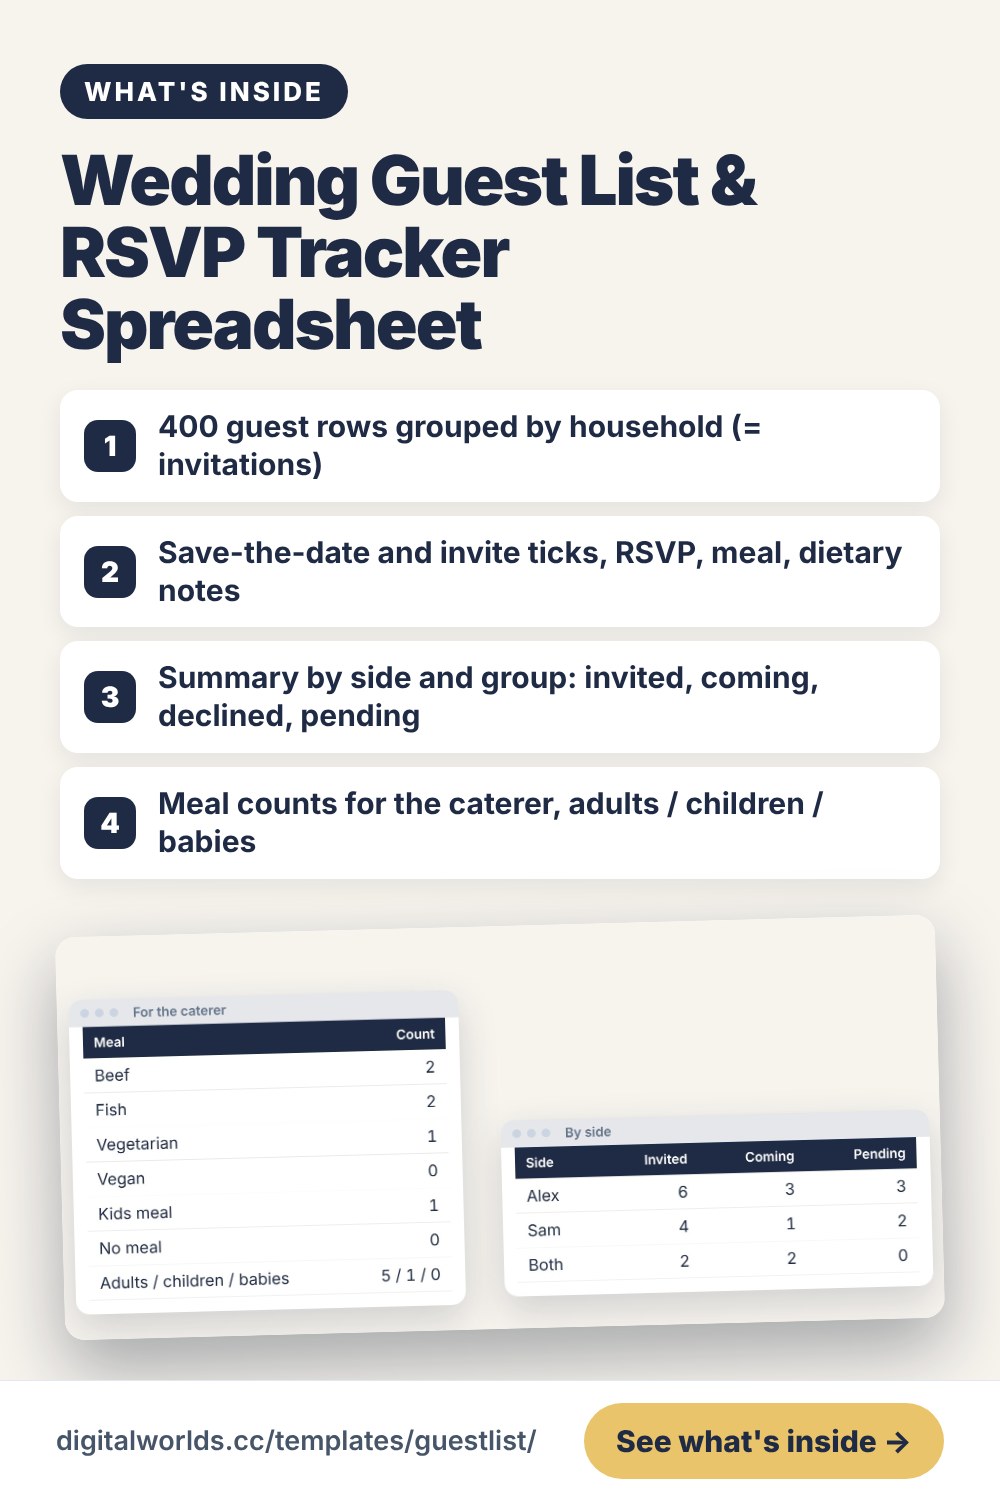 WHAT'S INSIDE
Wedding Guest List &
RSVP Tracker
Spreadsheet
1 400 guest rows grouped by household (=
invitations)
2 Save-the-date and invite ticks, RSVP, meal, dietary
notes
3 Summary by side and group: invited, coming,
declined, pending
4 Meal counts for the caterer, adults / children /
babies
For the caterer
Meal Count
Beef 2
Fish 2
Vegetarian 1
Vegan 0
Kids meal 1
No meal 0
Adults / children / babies 5 / 1 / 0
By side
Side Invited Coming Pending
Alex 6 3 3
Sam 4 1 2
Both 2 2 0
digitalworlds.cc/templates/guestlist/
See what's inside →